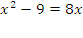 x² − 9 = 8x